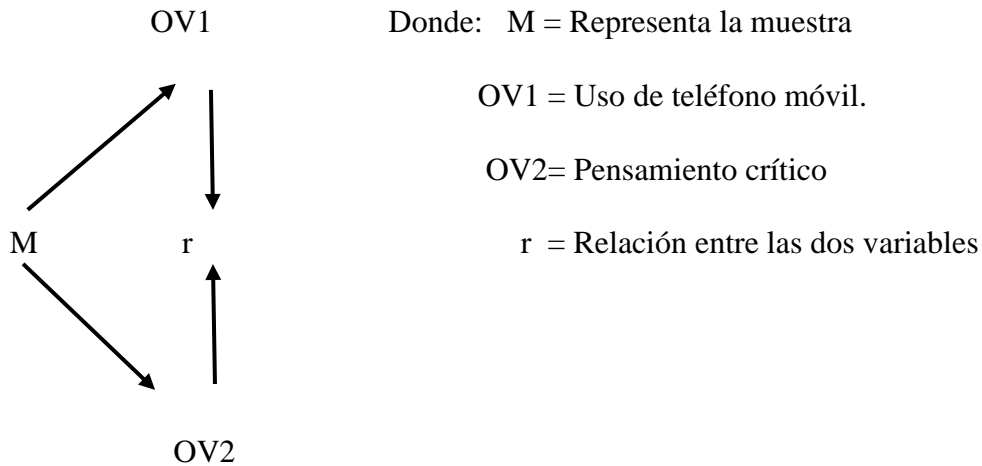 OV1 Donde: M = Representa la muestra
OV1 = Uso de teléfono móvil.
OV2= Pensamiento crítico
M r r = Relación entre las dos variables
OV2